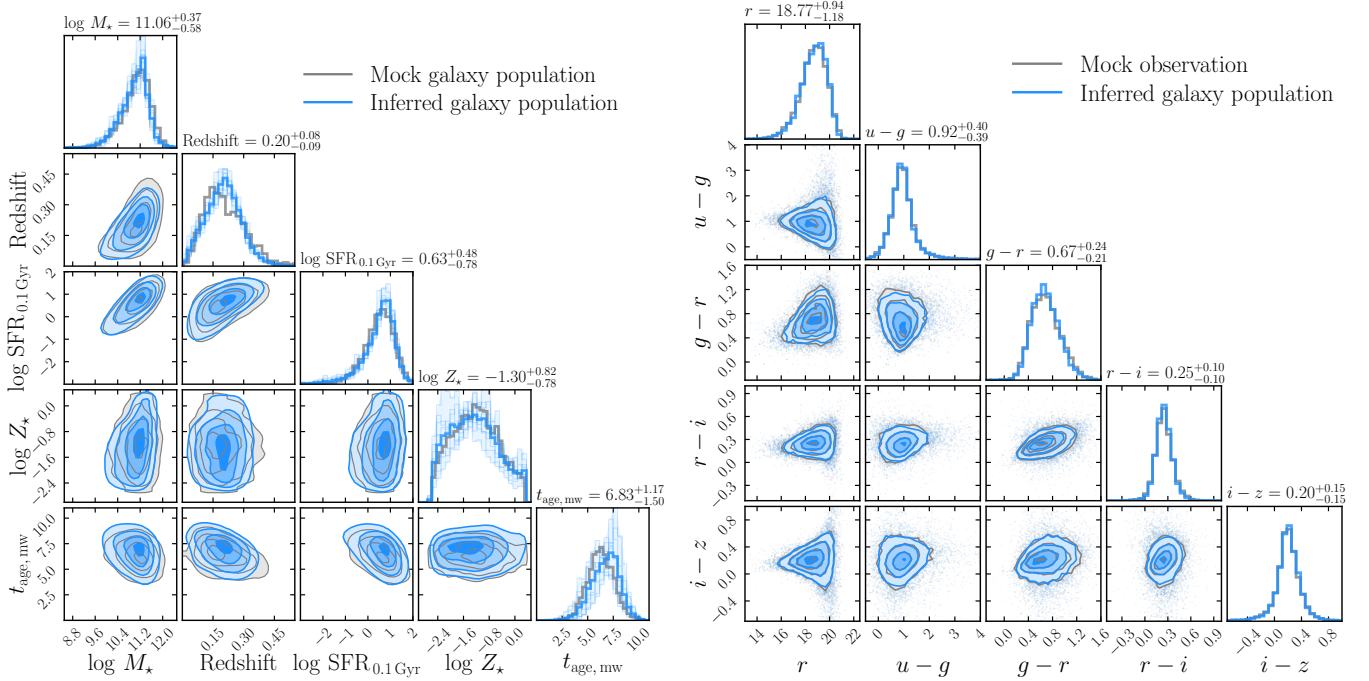 log M⋆ = 11.06 +0.37 −0.58
Mock galaxy population
Inferred galaxy population
Redshift = 0.20 +0.08 −0.09
Redshift
0.45
0.30
0.15
log SFR0.1 Gyr = 0.63 +0.48 −0.78
log SFR0.1 Gyr
2
1
0
−1
−2
log Z⋆ = −1.30 +0.82 −0.78
log Z⋆
0.0
−0.8
−1.6
−2.4
tage, mw = 6.83 +1.17 −1.50
tage, mw
10.0
7.5
5.0
2.5
8.8 9.6 10.4 11.2 12.0 0.15 0.30 0.45 −2 −1 0 1 2 −2.4 −1.6 −0.8 0.0 2.5 5.0 7.5 10.0
log M⋆ Redshift log SFR0.1 Gyr log Z⋆ tage, mw
r = 18.77 +0.94 −1.18
Mock observation
Inferred galaxy population
u − g = 0.92 +0.40 −0.39
u − g
4
3
2
1
0
g − r = 0.67 +0.24 −0.21
g − r
1.6
1.2
0.8
0.4
0.0
r − i = 0.25 +0.10 −0.10
r − i
0.9
0.6
0.3
0.0
−0.3
i − z = 0.20 +0.15 −0.15
i − z
0.8
0.4
0.0
−0.4
14 16 18 20 22 0 1 2 3 4 0.0 0.4 0.8 1.2 1.6 −0.3 0.0 0.3 0.6 0.9 −0.4 0.0 0.4 0.8
r u − g g − r r − i i − z